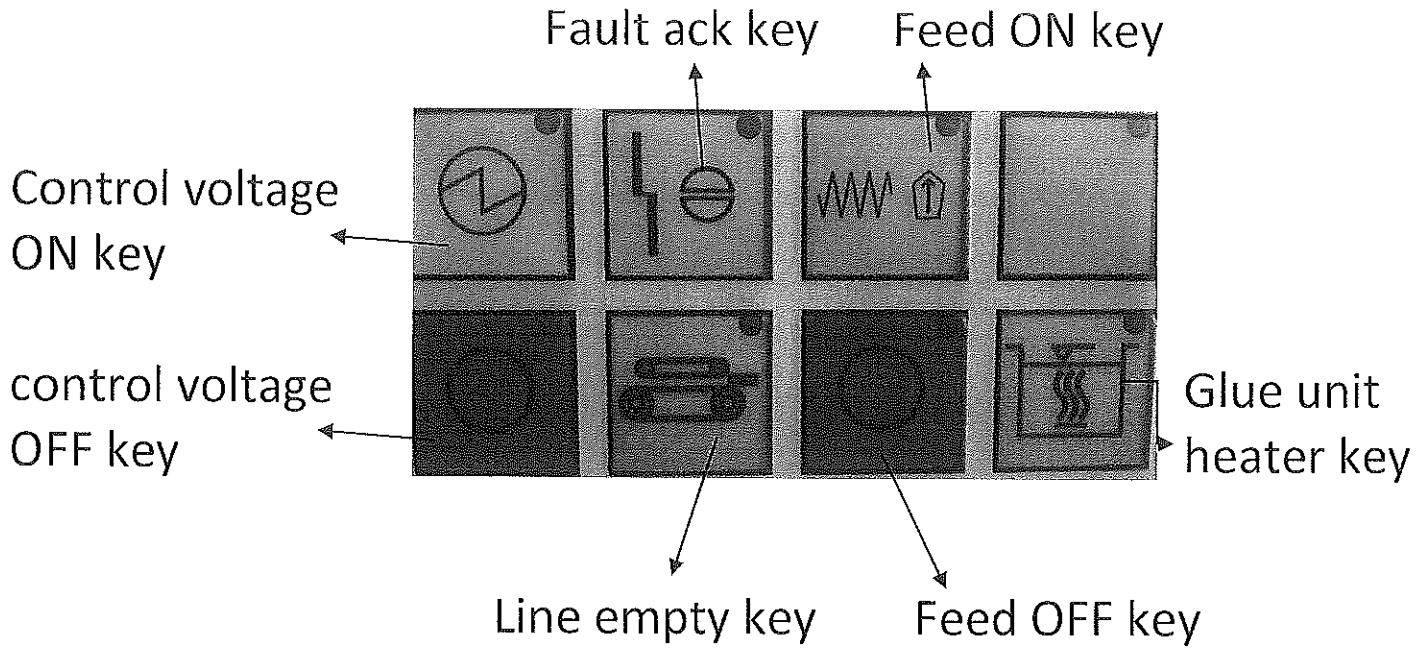 Fault ack key
Feed ON key
Control voltage
ON key
control voltage
OFF key
Glue unit
heater key
Line empty key
Feed OFF key